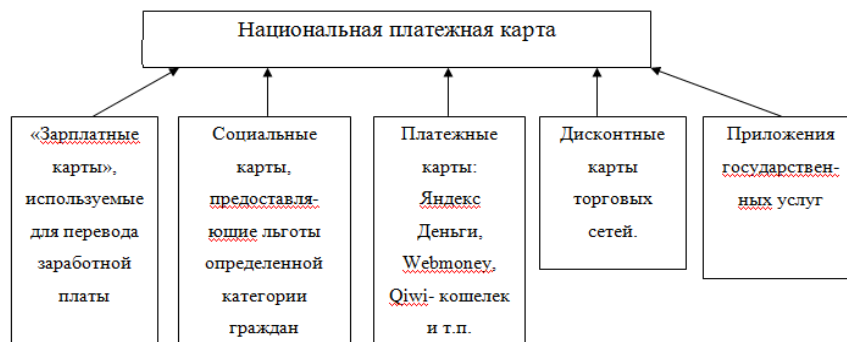 Национальная платежная карта
«Зарплатные
карты»,
используемые
для перевода
заработной
платы
Социальные
карты,
предоставля-
ющие льготы
определенной
категории
граждан
Платежные
карты:
Яндекс
Деньги,
Webmoney,
Qiwi- кошелек
и т.п.
Дисконтные
карты
торговых
сетей.
Приложения
государствен-
ных услуг